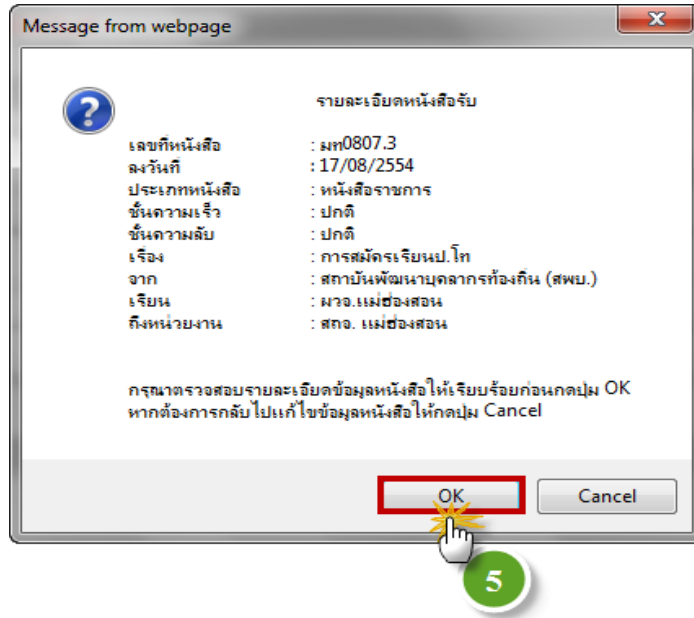 Message from webpage
รายละเอียดหนังสือรับ
เลขที่หนังสือ : มท0807.3
ลงวันที่ : 17/08/2554
ประเภทหนังสือ : หนังสือราชการ
ชั้นความเร็ว : ปกติ
ชั้นความลับ : ปกติ
เรื่อง : การสมัครเรียนป.โท
จาก : สถาบันพัฒนาบุคลากรท้องถิ่น (สพบ.)
เรียน : ผวจ.แม่ฮ่องสอน
ถึงหน่วยงาน : สถจ. แม่ฮ่องสอน
กรุณาตรวจสอบรายละเอียดข้อมูลหนังสือให้เรียบร้อยก่อนกดปุ่ม OK
หากต้องการกลับไปแก้ไขข้อมูลหนังสือให้กดปุ่ม Cancel
OK Cancel
5